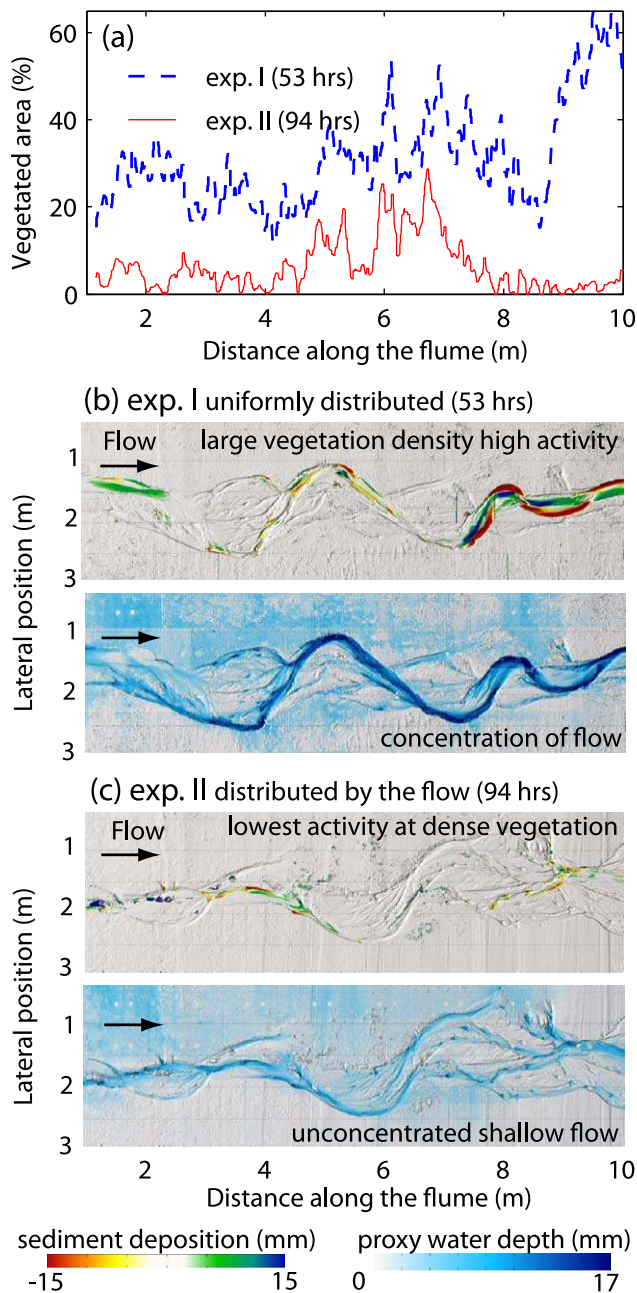 (a)
60
40
20
0
Vegetated area (%)
exp. I (53 hrs)
exp. II (94 hrs)
2 4 6 8 10
Distance along the flume (m)
(b) exp. I uniformly distributed (53 hrs)
Flow
large vegetation density high activity
1
2
3
Lateral position (m)
1
2
3
concentration of flow
(c) exp. II distributed by the flow (94 hrs)
Flow
lowest activity at dense vegetation
1
2
3
Lateral position (m)
1
2
3
unconcentrated shallow flow
2 4 6 8 10
Distance along the flume (m)
sediment deposition (mm)
-15 15
proxy water depth (mm)
0 17